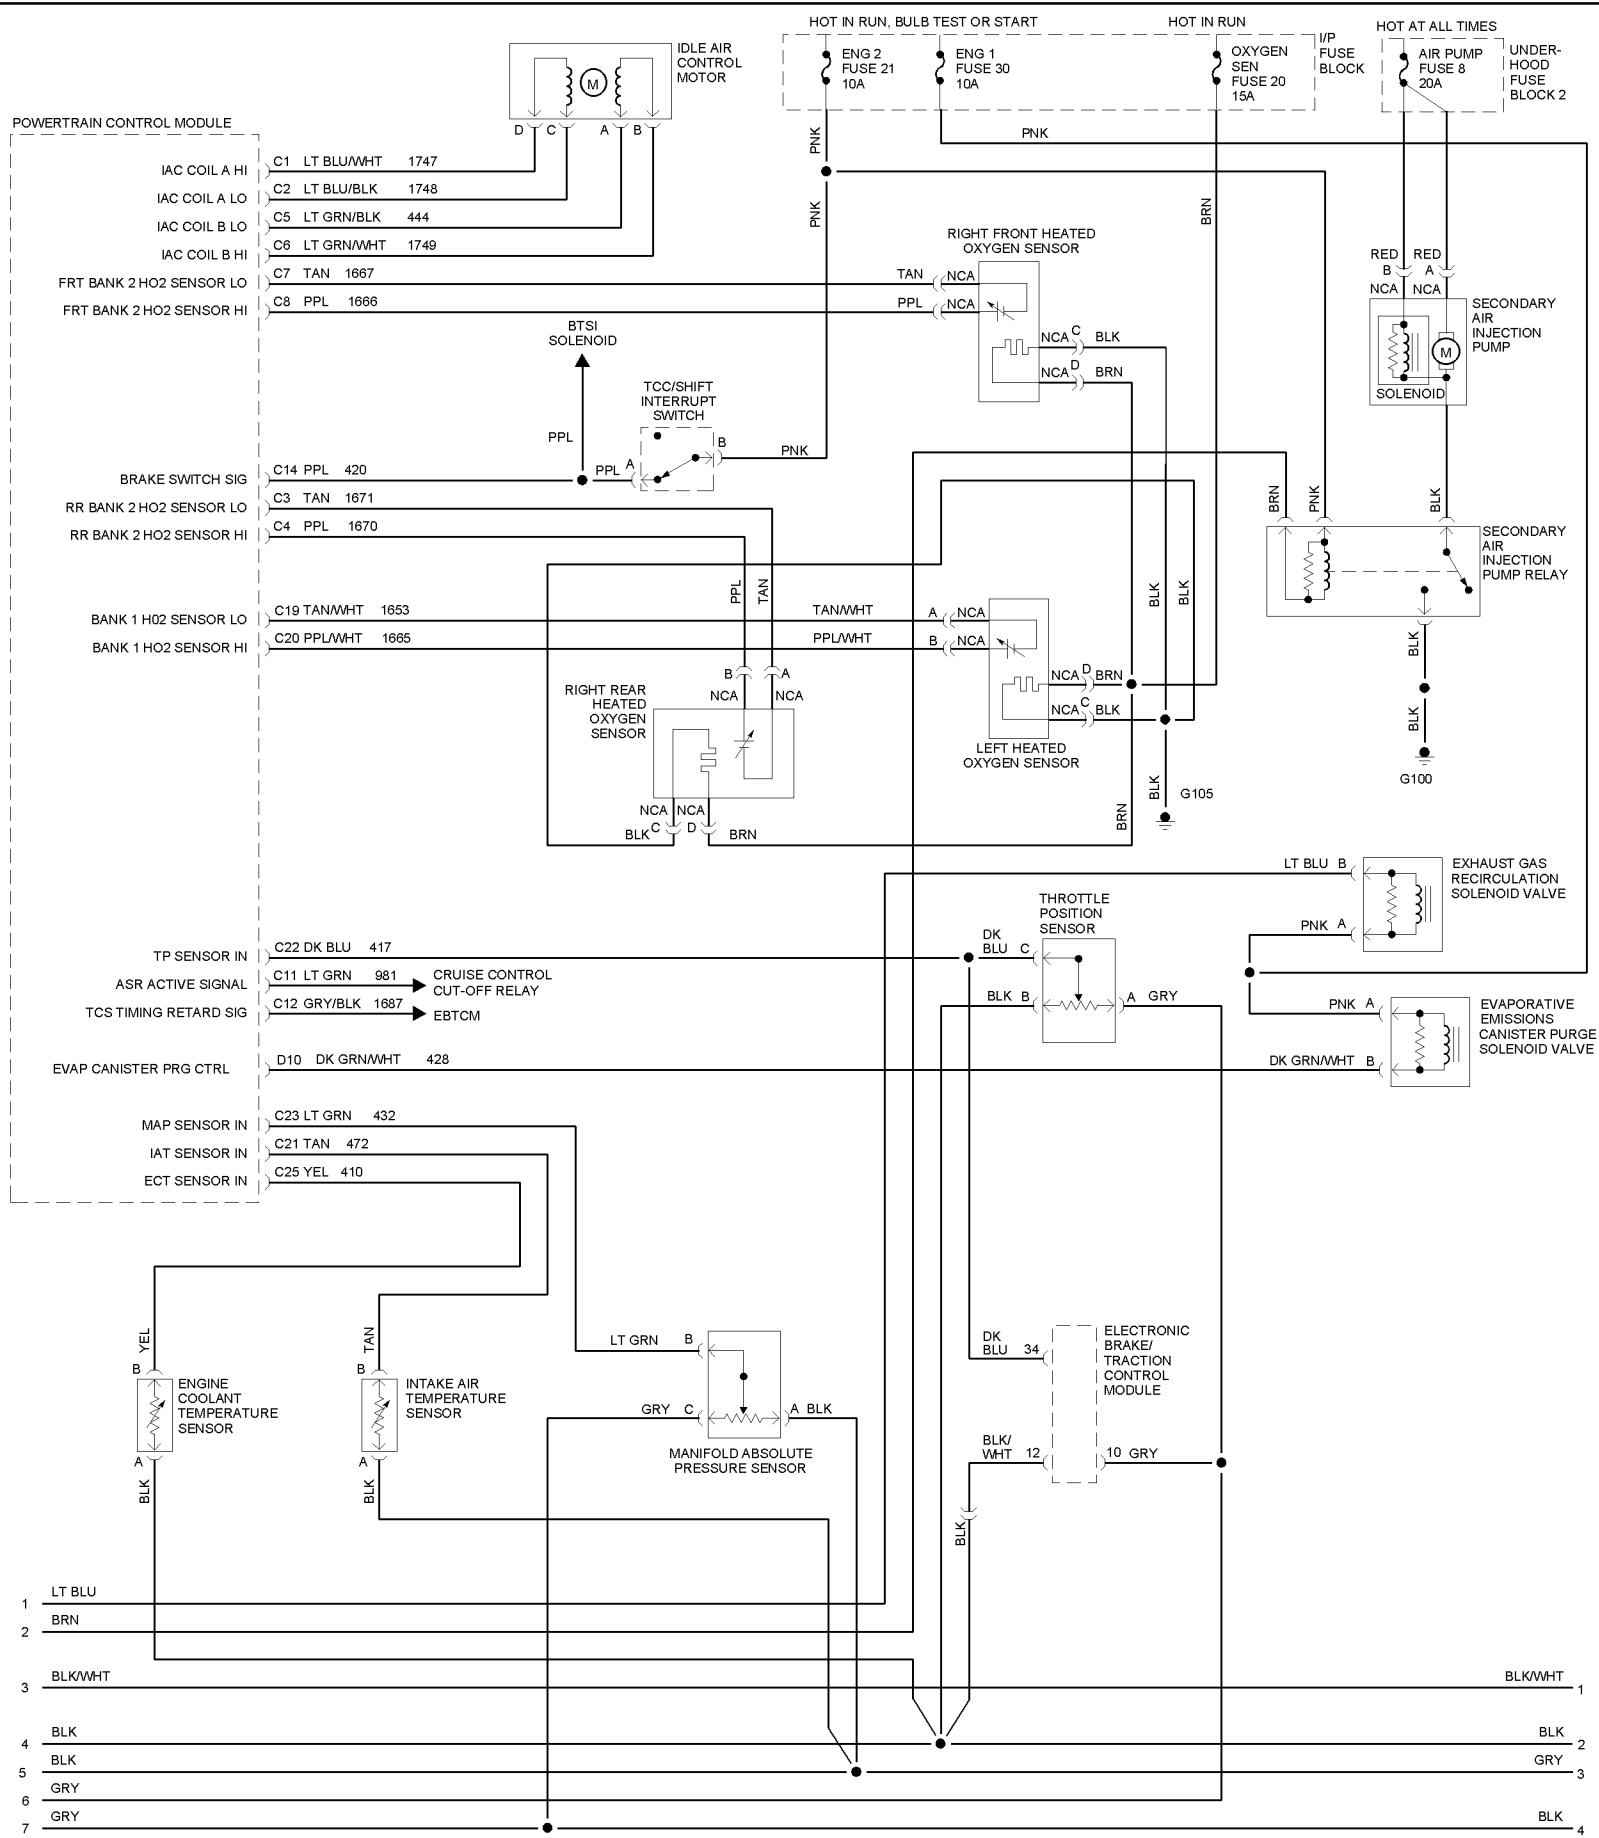 HOT IN RUN, BULB TEST OR START
HOT IN RUN
HOT AT ALL TIMES
IDLE AIR
CONTROL
MOTOR
M
D C A B
ENG 2
FUSE 21
10A
ENG 1
FUSE 30
10A
OXYGEN
SEN
FUSE 20
15A
I/P
FUSE
BLOCK
AIR PUMP
FUSE 8
20A
UNDER-
HOOD
FUSE
BLOCK 2
POWERTRAIN CONTROL MODULE
PNK
PNK
PNK
BRN
IAC COIL A HI C1 LT BLU/WHT 1747
IAC COIL A LO C2 LT BLU/BLK 1748
IAC COIL B LO C5 LT GRN/BLK 444
IAC COIL B HI C6 LT GRN/WHT 1749
FRT BANK 2 HO2 SENSOR LO C7 TAN 1667
FRT BANK 2 HO2 SENSOR HI C8 PPL 1666
RIGHT FRONT HEATED
OXYGEN SENSOR
TAN NCA
PPL NCA
NCA C BLK
NCA D BRN
RED RED
B A
NCA NCA
SECONDARY
AIR
INJECTION
PUMP
M
SOLENOID
BTSI
SOLENOID
TCC/SHIFT
INTERRUPT
SWITCH
PPL
B
PNK
PPL A
BRAKE SWITCH SIG C14 PPL 420
RR BANK 2 HO2 SENSOR LO C3 TAN 1671
RR BANK 2 HO2 SENSOR HI C4 PPL 1670
BRN
PNK
BLK
SECONDARY
AIR
INJECTION
PUMP RELAY
PPL
TAN
BLK
BLK
BANK 1 H02 SENSOR LO C19 TAN/WHT 1653
TAN/WHT A NCA
BANK 1 HO2 SENSOR HI C20 PPL/WHT 1665
PPL/WHT B NCA
NCA D BRN
NCA C BLK
LEFT HEATED
OXYGEN SENSOR
BLK
BLK
G100
B A
NCA NCA
RIGHT REAR
HEATED
OXYGEN
SENSOR
NCA NCA
BLK C D BRN
BLK
G105
BRN
LT BLU B
PNK A
EXHAUST GAS
RECIRCULATION
SOLENOID VALVE
THROTTLE
POSITION
SENSOR
DK
BLU C
BLK B
A GRY
TP SENSOR IN C22 DK BLU 417
ASR ACTIVE SIGNAL C11 LT GRN 981
CRUISE CONTROL
CUT-OFF RELAY
TCS TIMING RETARD SIG C12 GRY/BLK 1687
EBTCM
PNK A
EVAPORATIVE
EMISSIONS
CANISTER PURGE
SOLENOID VALVE
EVAP CANISTER PRG CTRL D10 DK GRN/WHT 428
DK GRN/WHT B
MAP SENSOR IN C23 LT GRN 432
IAT SENSOR IN C21 TAN 472
ECT SENSOR IN C25 YEL 410
YEL
B
ENGINE
COOLANT
TEMPERATURE
SENSOR
A
BLK
TAN
B
INTAKE AIR
TEMPERATURE
SENSOR
A
BLK
LT GRN B
GRY C
A BLK
MANIFOLD ABSOLUTE
PRESSURE SENSOR
DK
BLU 34
ELECTRONIC
BRAKE/
TRACTION
CONTROL
MODULE
BLK/
WHT 12
10 GRY
BLK
1 LT BLU
2 BRN
3 BLK/WHT
BLK/WHT 1
4 BLK
BLK 2
5 BLK
GRY 3
6 GRY
7 GRY
BLK 4